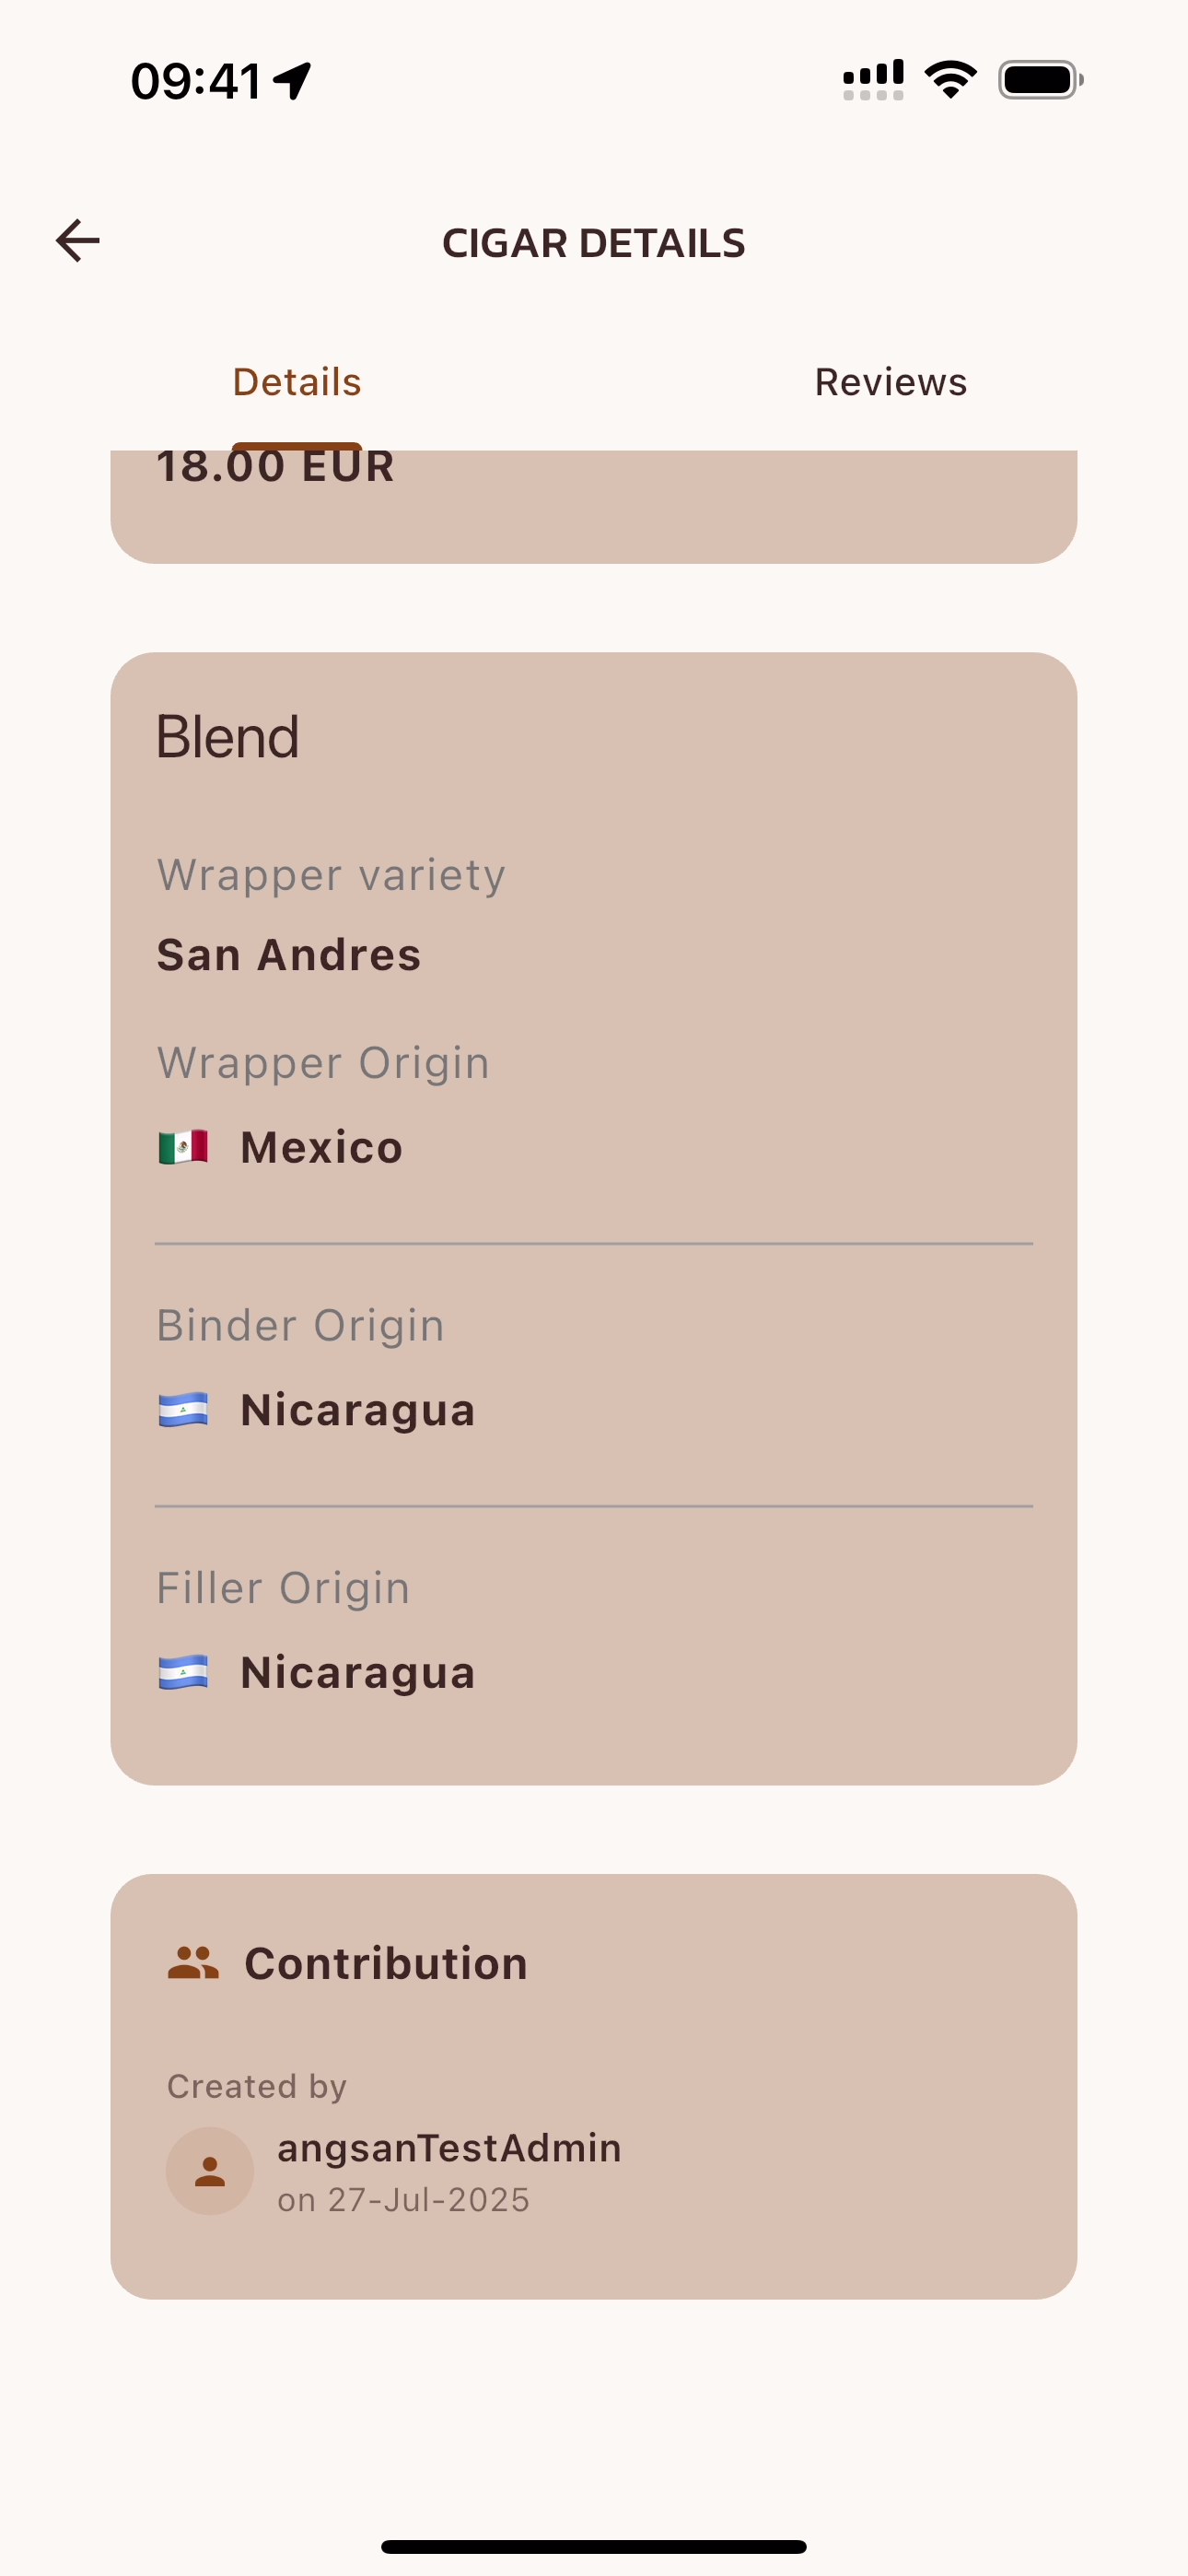 09:41
CIGAR DETAILS
Details
Reviews
18.00 EUR
Blend
Wrapper variety
San Andres
Wrapper Origin
Mexico
Binder Origin
Nicaragua
Filler Origin
Nicaragua
Contribution
Created by
angsanTestAdmin
on 27-Jul-2025